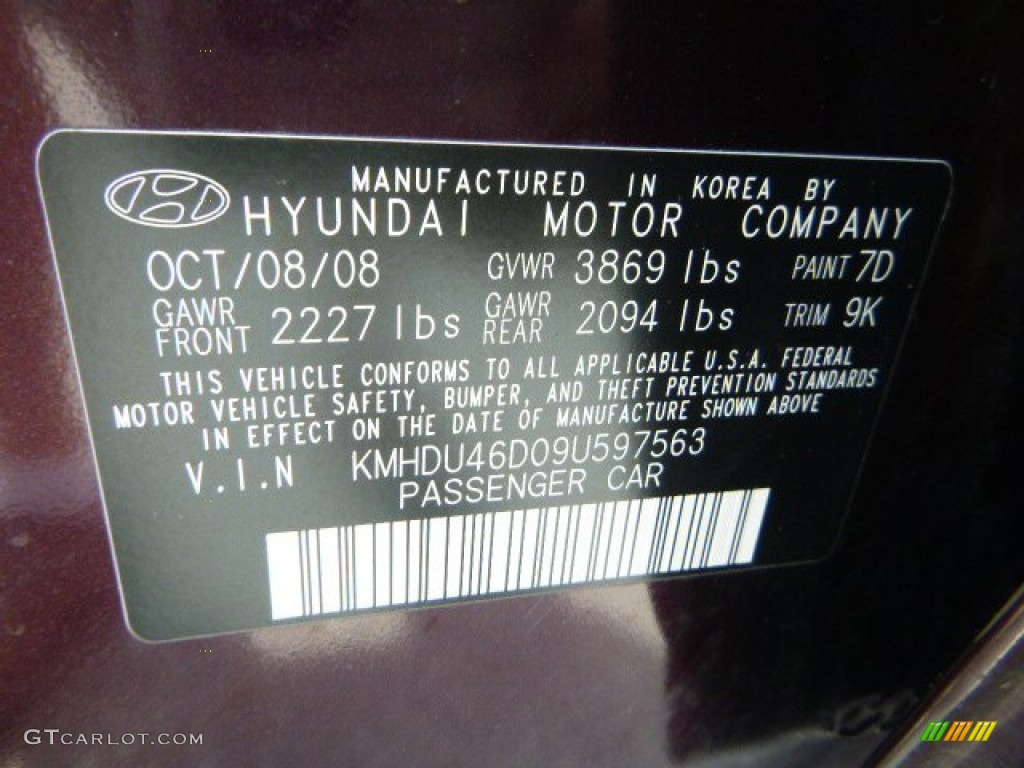 MANUFACTURED IN KOREA BY
HYUNDAI MOTOR COMPANY
OCT/08/08 GVWR 3869 lbs PAINT 7D
GAWR FRONT 2227 lbs GAWR REAR 2094 lbs TRIM 9K
THIS VEHICLE CONFORMS TO ALL APPLICABLE U.S.A. FEDERAL
MOTOR VEHICLE SAFETY, BUMPER, AND THEFT PREVENTION STANDARDS
IN EFFECT ON THE DATE OF MANUFACTURE SHOWN ABOVE
V.I.N KMHDU46D09U597563
PASSENGER CAR
GTCARLOT.COM